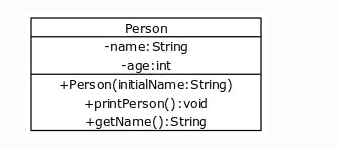 Person
-name:String
-age:int
+Person(initialName:String)
+printPerson():void
+getName():String